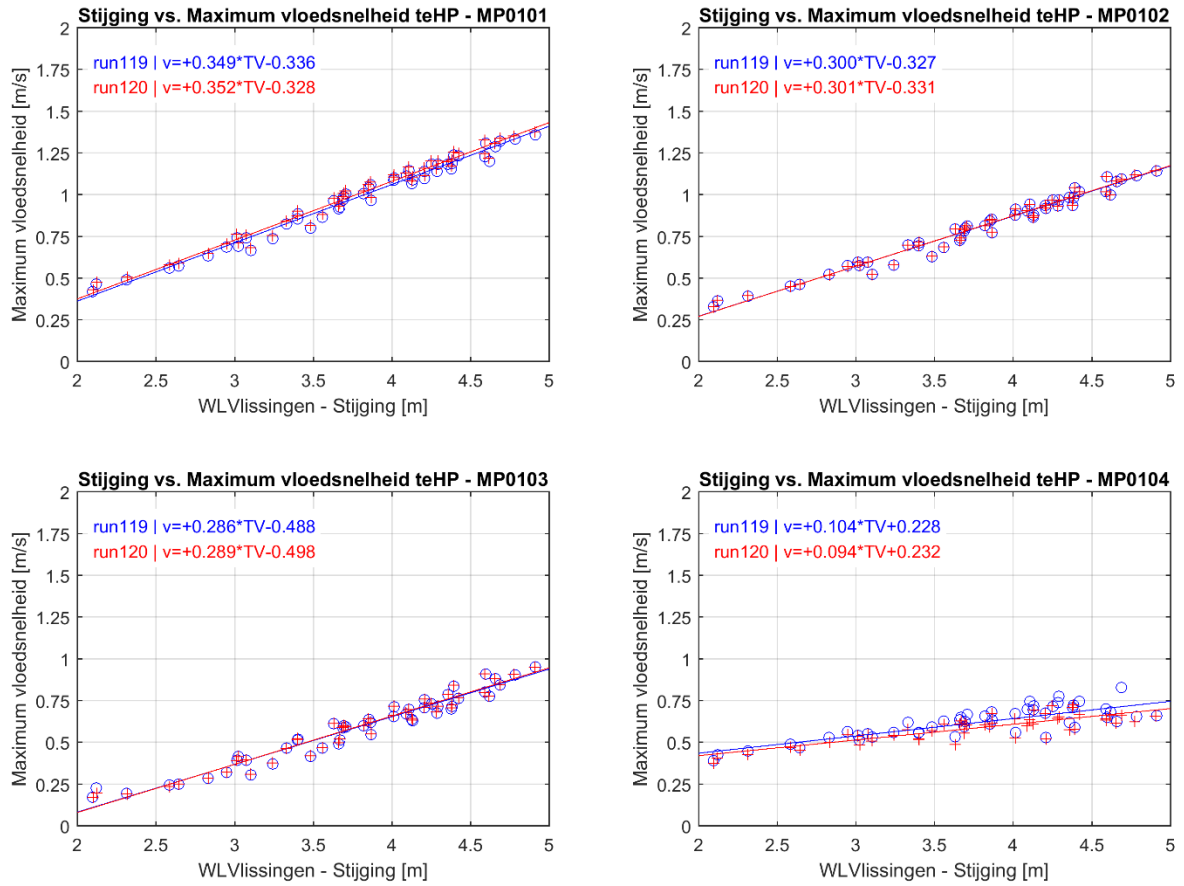 Stijging vs. Maximum vloedsnelheid teHP - MP0101
2
1.75
1.5
1.25
1
0.75
0.5
0.25
0
Maximum vloedsnelheid [m/s]
run119 | v=+0.349*TV-0.336
run120 | v=+0.352*TV-0.328
2 2.5 3 3.5 4 4.5 5
WLVlissingen - Stijging [m]
Stijging vs. Maximum vloedsnelheid teHP - MP0102
2
1.75
1.5
1.25
1
0.75
0.5
0.25
0
Maximum vloedsnelheid [m/s]
run119 | v=+0.300*TV-0.327
run120 | v=+0.301*TV-0.331
2 2.5 3 3.5 4 4.5 5
WLVlissingen - Stijging [m]
Stijging vs. Maximum vloedsnelheid teHP - MP0103
2
1.75
1.5
1.25
1
0.75
0.5
0.25
0
Maximum vloedsnelheid [m/s]
run119 | v=+0.286*TV-0.488
run120 | v=+0.289*TV-0.498
2 2.5 3 3.5 4 4.5 5
WLVlissingen - Stijging [m]
Stijging vs. Maximum vloedsnelheid teHP - MP0104
2
1.75
1.5
1.25
1
0.75
0.5
0.25
0
Maximum vloedsnelheid [m/s]
run119 | v=+0.104*TV+0.228
run120 | v=+0.094*TV+0.232
2 2.5 3 3.5 4 4.5 5
WLVlissingen - Stijging [m]